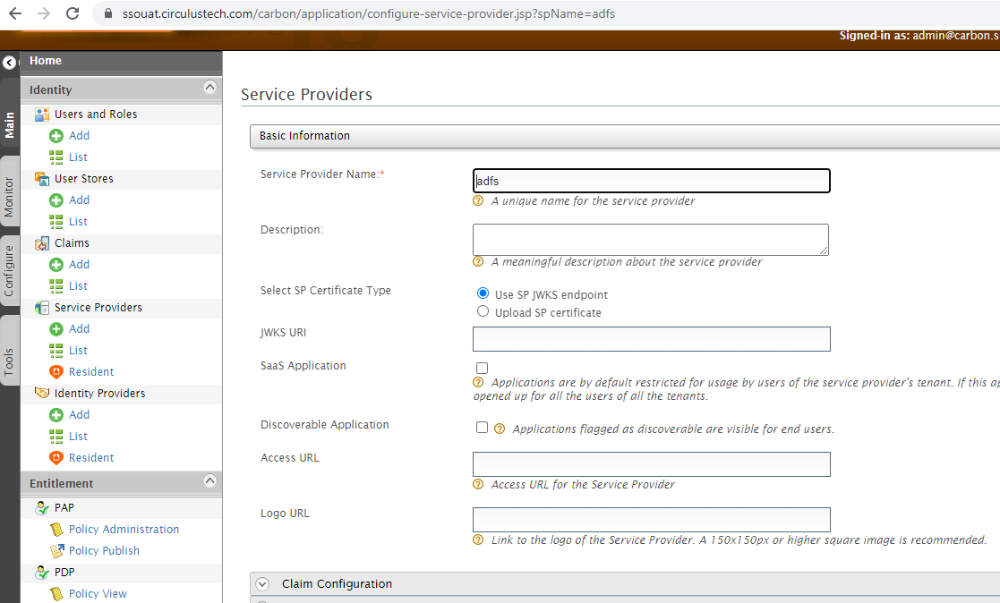 ssouat.circulustech.com/carbon/application/configure-service-provider.jsp?spName=adfs
Signed-in as: admin@carbon.s
Main
Monitor
Configure
Tools
Home
Identity
Users and Roles
Add
List
User Stores
Add
List
Claims
Add
List
Service Providers
Add
List
Resident
Identity Providers
Add
List
Resident
Entitlement
PAP
Policy Administration
Policy Publish
PDP
Policy View
Service Providers
Basic Information
Service Provider Name:*
adfs
A unique name for the service provider
Description:
A meaningful description about the service provider
Select SP Certificate Type
Use SP JWKS endpoint
Upload SP certificate
JWKS URI
SaaS Application
Applications are by default restricted for usage by users of the service provider's tenant. If this ap
opened up for all the users of all the tenants.
Discoverable Application
Applications flagged as discoverable are visible for end users.
Access URL
Access URL for the Service Provider
Logo URL
Link to the logo of the Service Provider. A 150x150px or higher square image is recommended.
Claim Configuration